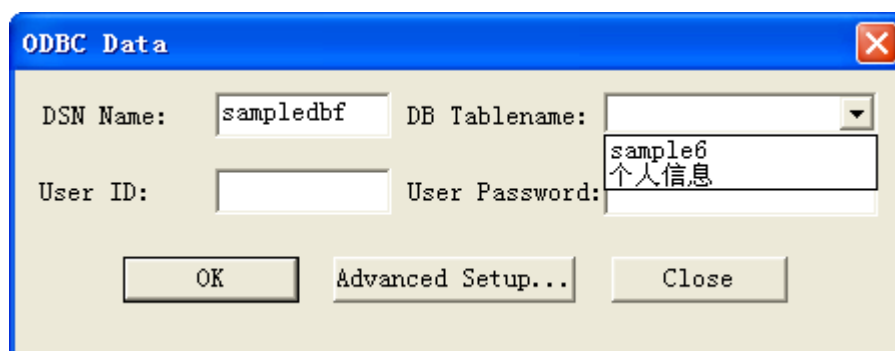 ODBC Data
DSN Name: sampledbf DB Tablename:
sample6
个人信息
User ID: User Password:
OK Advanced Setup... Close